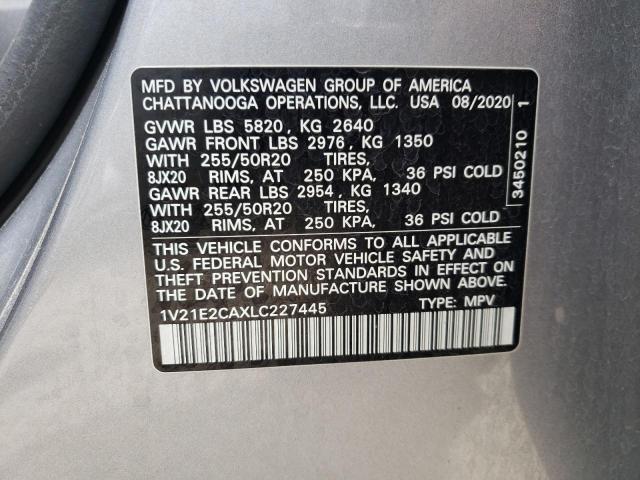 MFD BY VOLKSWAGEN GROUP OF AMERICA
CHATTANOOGA OPERATIONS, LLC. USA 08/2020
GVWR LBS 5820, KG 2640
GAWR FRONT LBS 2976, KG 1350
WITH 255/50R20 TIRES,
8JX20 RIMS, AT 250 KPA, 36 PSI COLD
GAWR REAR LBS 2954, KG 1340
WITH 255/50R20 TIRES,
8JX20 RIMS, AT 250 KPA, 36 PSI COLD
THIS VEHICLE CONFORMS TO ALL APPLICABLE
U.S. FEDERAL MOTOR VEHICLE SAFETY AND
THEFT PREVENTION STANDARDS IN EFFECT ON
THE DATE OF MANUFACTURE SHOWN ABOVE.
1V21E2CAXLC227445 TYPE: MPV
3450210 1